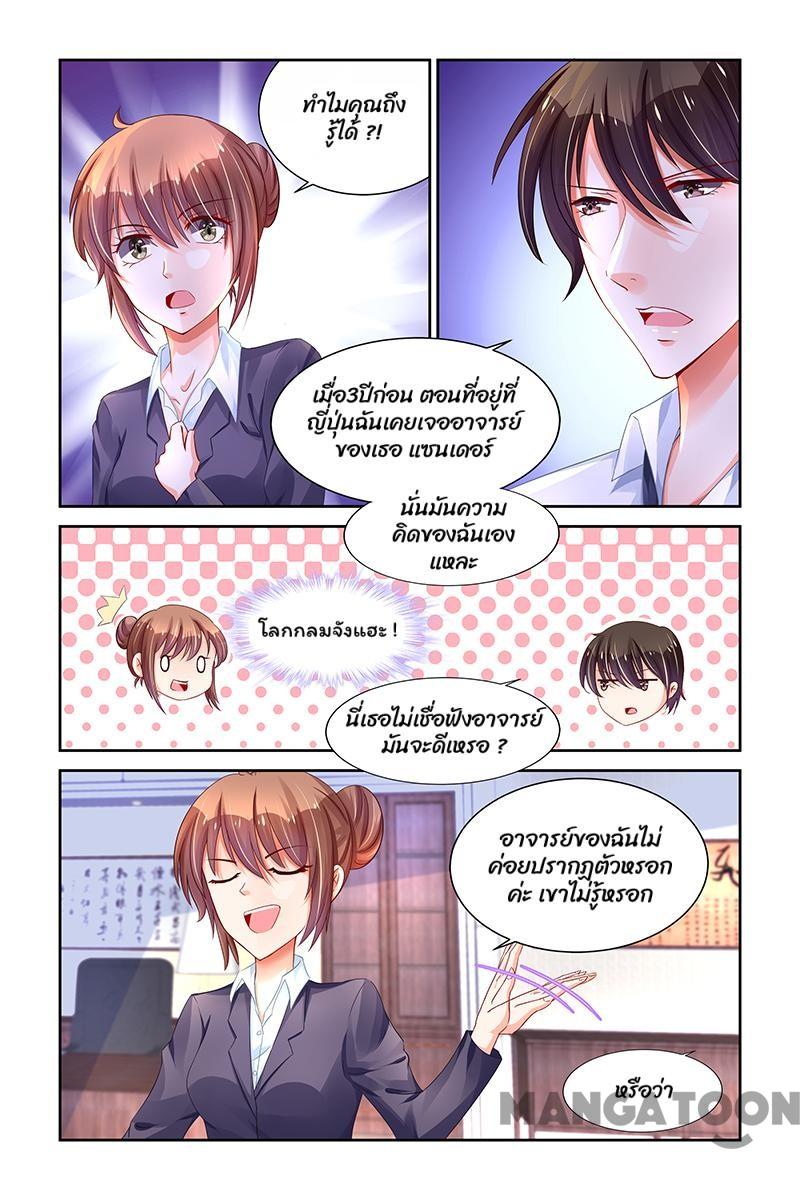 ทำไมคุณถึง
รู้ได้ ?!
เมื่อ3ปีก่อน ตอนที่อยู่ที่
ญี่ปุ่นฉันเคยเจออาจารย์
ของเธอ แซนเดอร์
นั่นมันความ
คิดของฉันเอง
แหละ
โลกกลมจังแฮะ !
นี่เธอไม่เชื่อฟังอาจารย์
มันจะดีเหรอ ?
อาจารย์ของฉันไม่
ค่อยปรากฏตัวหรอก
ค่ะ เขาไม่รู้หรอก
หรือว่า
MANGATOON